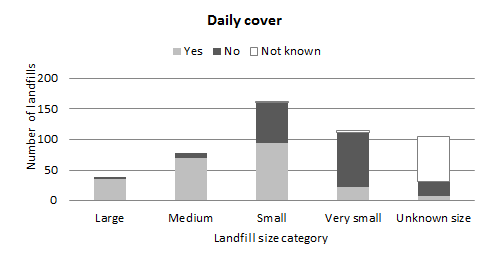 Daily cover
Yes No Not known
Number of landfills
200
150
100
50
0
Large Medium Small Very small Unknown size
Landfill size category